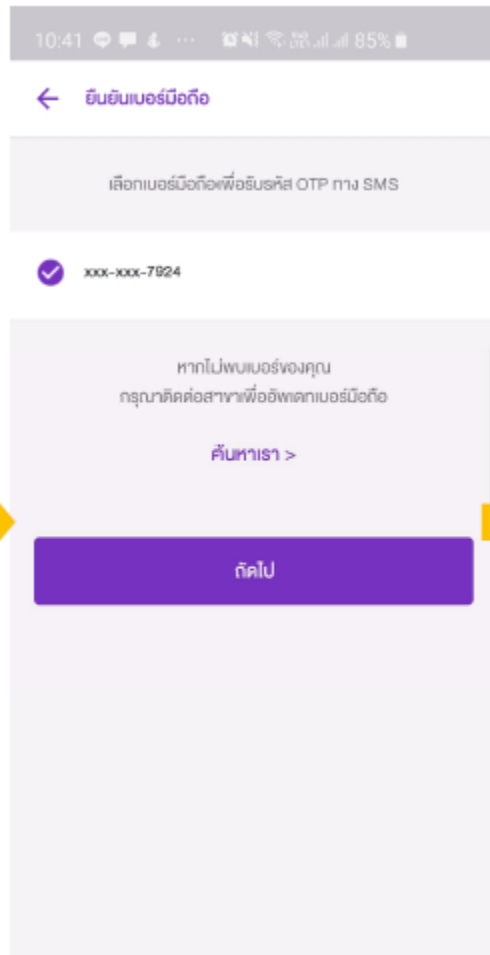 10:41 ... 85%
ยืนยันเบอร์มือถือ
เลือกเบอร์มือถือเพื่อรับรหัส OTP ทาง SMS
xxx-xxx-7924
หากไม่พบเบอร์ของคุณ
กรุณาติดต่อสาขาเพื่ออัพเดทเบอร์มือถือ
ค้นหาเรา >
ถัดไป